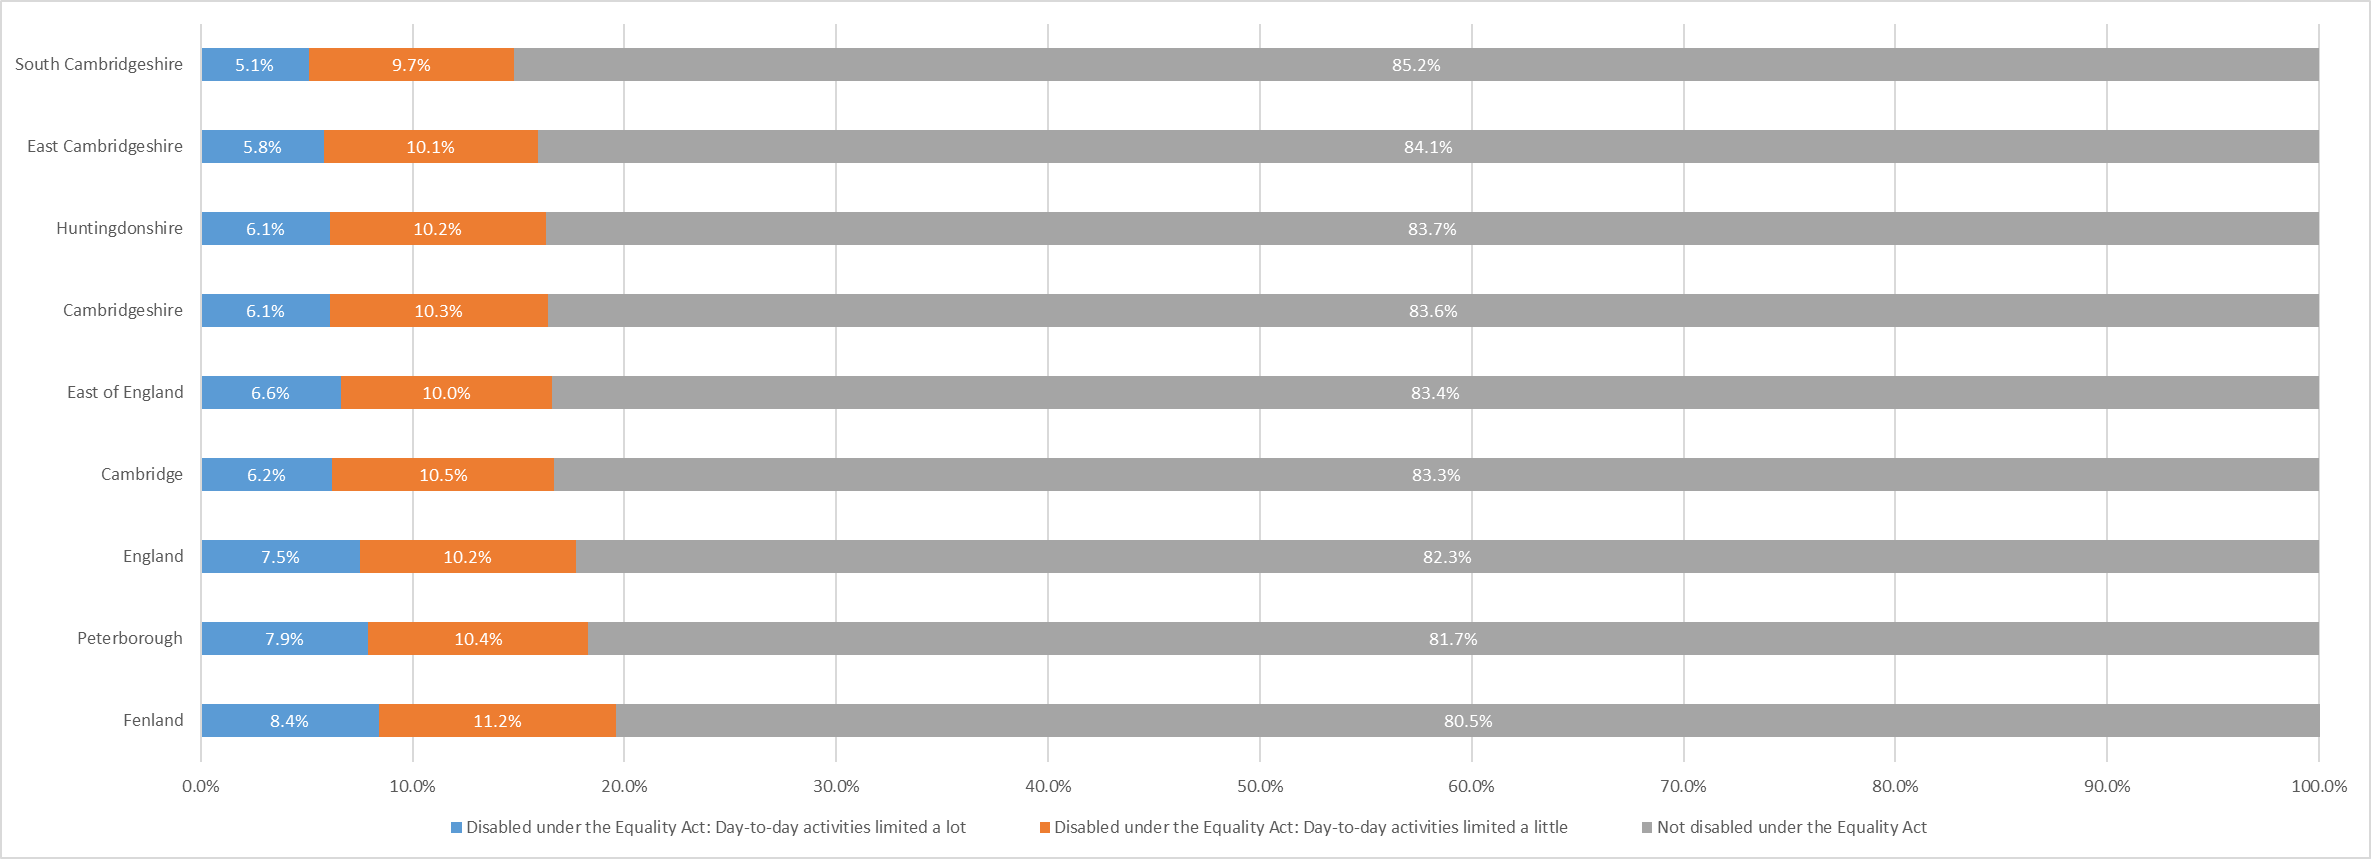 South Cambridgeshire 5.1% 9.7% 85.2%
East Cambridgeshire 5.8% 10.1% 84.1%
Huntingdonshire 6.1% 10.2% 83.7%
Cambridgeshire 6.1% 10.3% 83.6%
East of England 6.6% 10.0% 83.4%
Cambridge 6.2% 10.5% 83.3%
England 7.5% 10.2% 82.3%
Peterborough 7.9% 10.4% 81.7%
Fenland 8.4% 11.2% 80.5%
0.0% 10.0% 20.0% 30.0% 40.0% 50.0% 60.0% 70.0% 80.0% 90.0% 100.0%
Disabled under the Equality Act: Day-to-day activities limited a lot Disabled under the Equality Act: Day-to-day activities limited a little Not disabled under the Equality Act